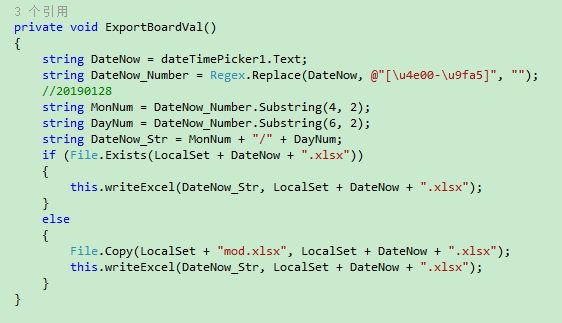 3 个引用
private void ExportBoardVal()
{
string DateNow = dateTimePicker1.Text;
string DateNow_Number = Regex.Replace(DateNow, @"[\u4e00-\u9fa5]", "");
//20190128
string MonNum = DateNow_Number.Substring(4, 2);
string DayNum = DateNow_Number.Substring(6, 2);
string DateNow_Str = MonNum + "/" + DayNum;
if (File.Exists(LocalSet + DateNow + ".xlsx"))
{
this.writeExcel(DateNow_Str, LocalSet + DateNow + ".xlsx");
}
else
{
File.Copy(LocalSet + "mod.xlsx", LocalSet + DateNow + ".xlsx");
this.writeExcel(DateNow_Str, LocalSet + DateNow + ".xlsx");
}
}